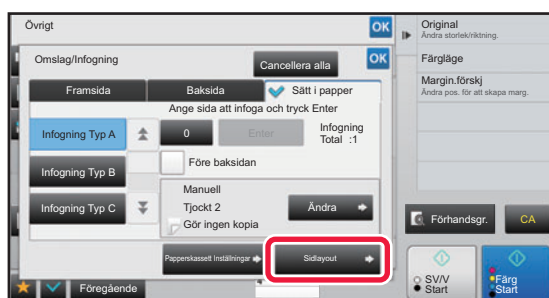 Övrigt
OK
Omslag/Infogning
Cancellera alla
OK
Framsida
Baksida
Sätt i papper
Ange sida att infoga och tryck Enter
Infogning Typ A
0
Enter
Infogning
Total :1
Infogning Typ B
Före baksidan
Infogning Typ C
Manuell
Tjockt 2
Gör ingen kopia
Ändra
Papperskassett Inställningar
Sidlayout
Föregående
Original
Ändra storlek/riktning.
Färgläge
Margin.förskj
Ändra pos. för att skapa marg.
Förhandsgr.
CA
SV/V
Start
Färg
Start